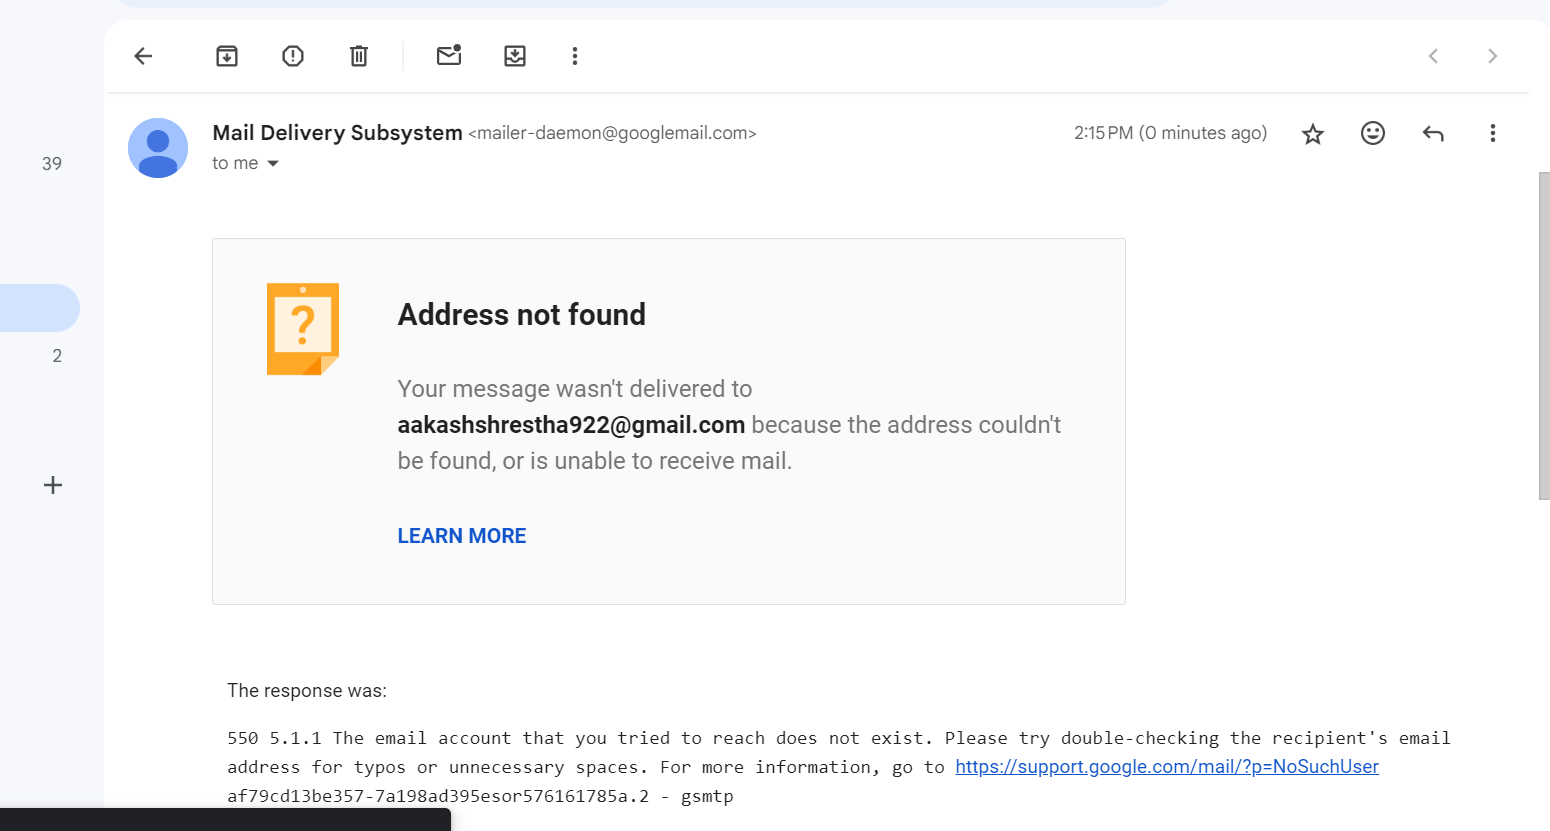 Mail Delivery Subsystem <mailer-daemon@googlemail.com>
2:15 PM (0 minutes ago)
to me
39
2
?
Address not found
Your message wasn't delivered to
aakashshrestha922@gmail.com because the address couldn't
be found, or is unable to receive mail.
LEARN MORE
The response was:
550 5.1.1 The email account that you tried to reach does not exist. Please try double-checking the recipient's email
address for typos or unnecessary spaces. For more information, go to https://support.google.com/mail/?p=NoSuchUser
af79cd13be357-7a198ad395esor576161785a.2 - gsmtp